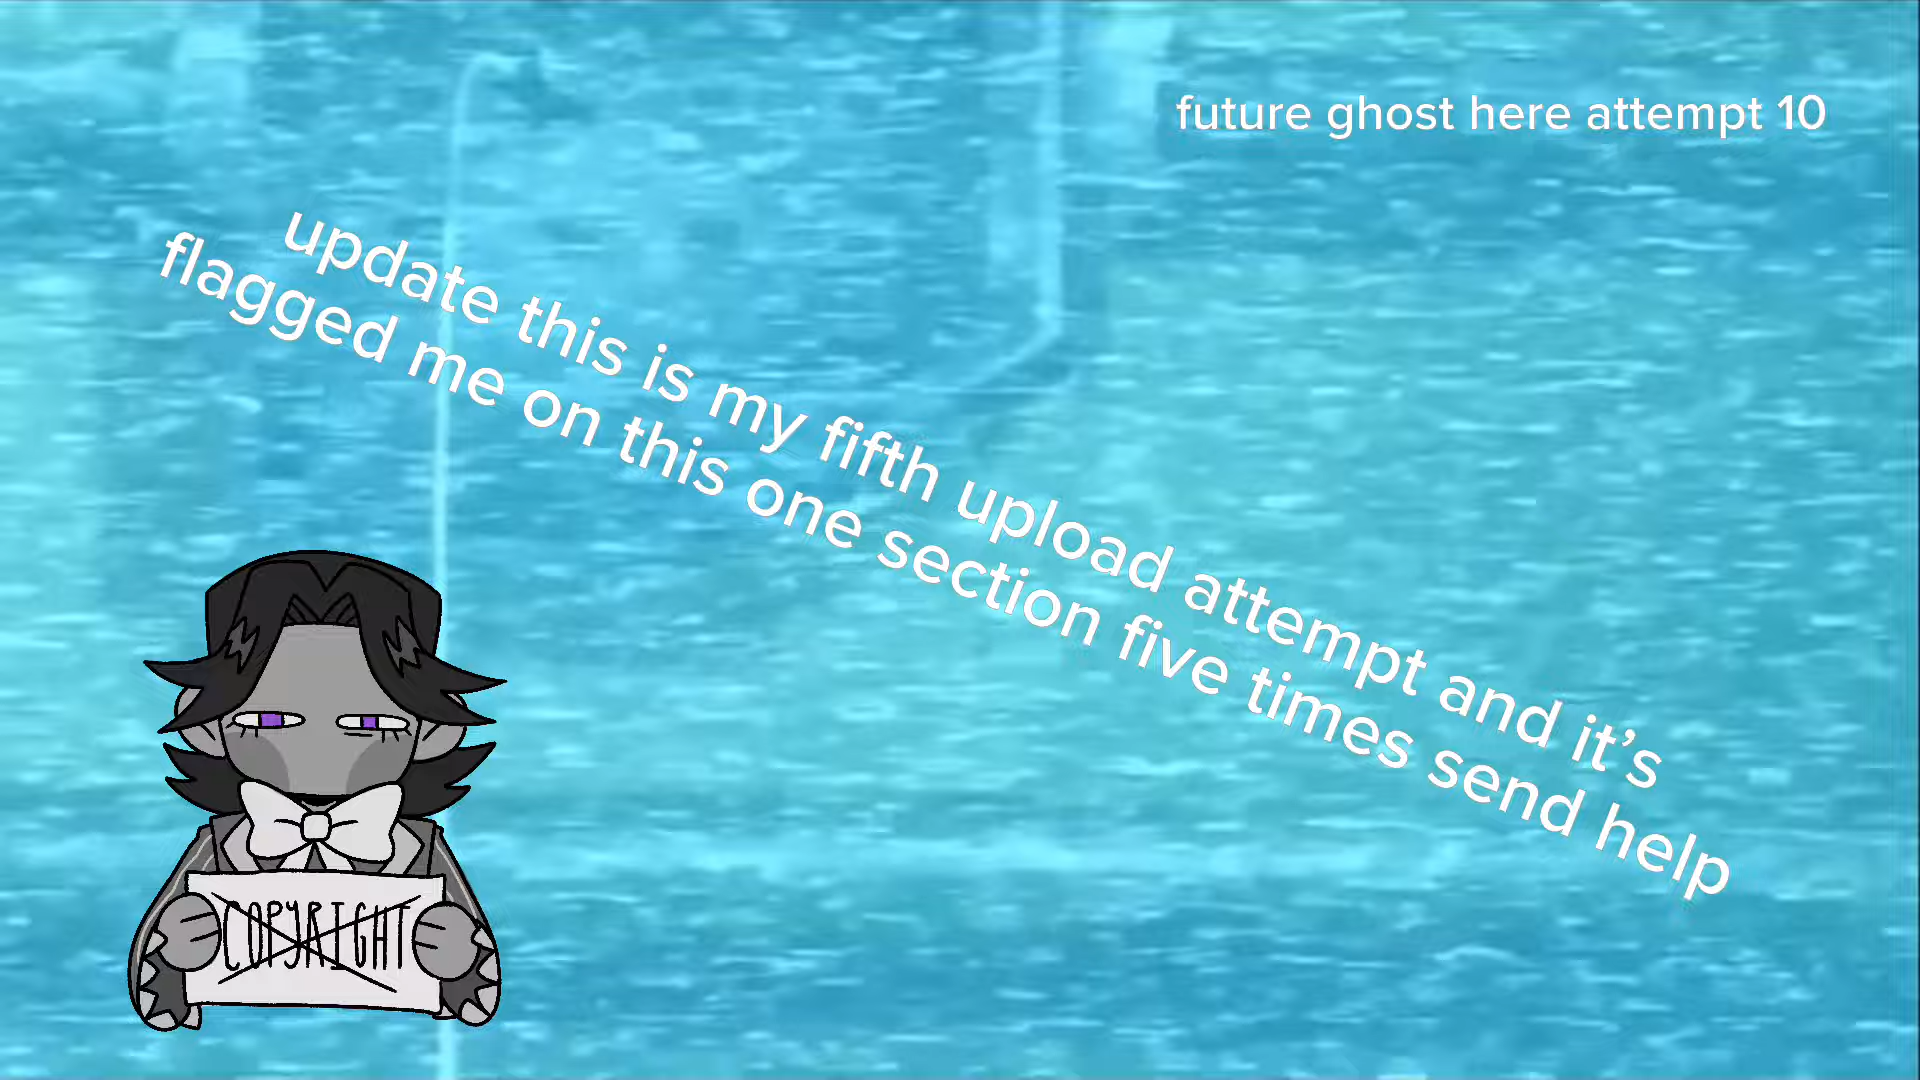 future ghost here attempt 10
update this is my fifth upload attempt and it’s
flagged me on this one section five times send help
COPYRIGHT